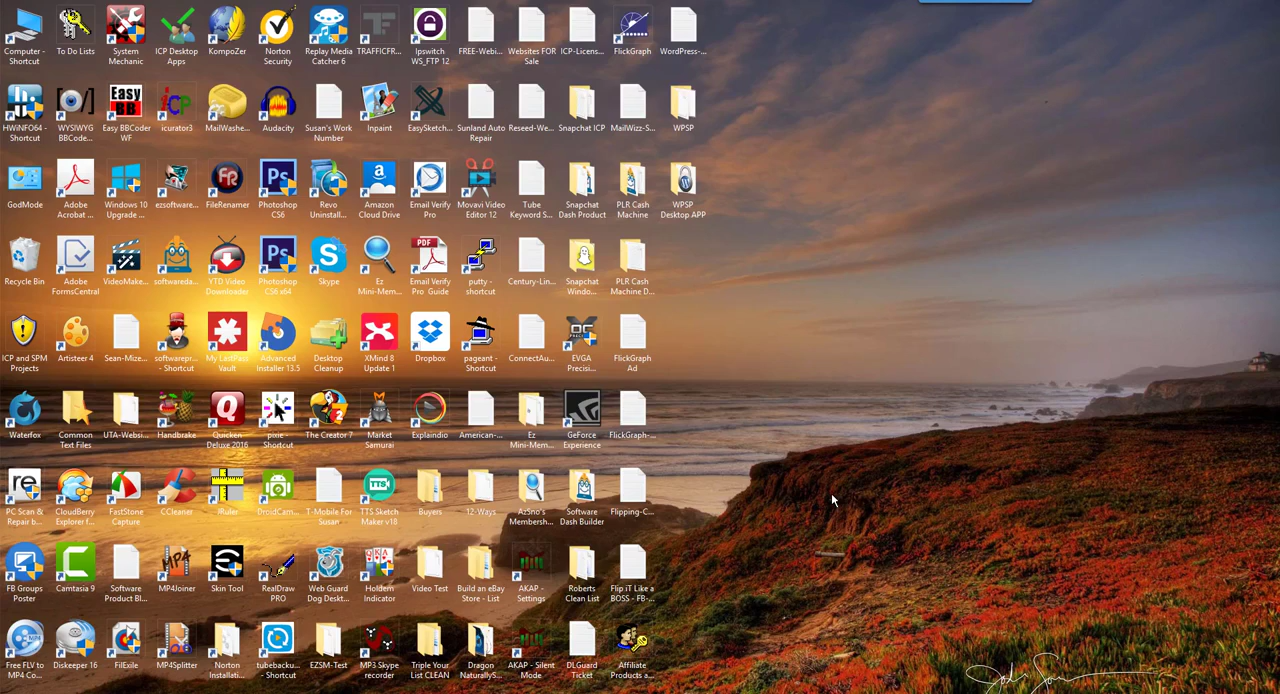 Computer - Shortcut
To Do Lists
System Mechanic
ICP Desktop Apps
KompoZer
Norton Security
Replay Media Catcher 6
TRAFFICFR...
Ipswitch WS_FTP 12
FREE-Webi...
Websites FOR Sale
ICP-Licens...
FlickGraph
WordPress-...
HWiNFO64 - Shortcut
WYSIWYG BBCode...
Easy BBCoder WF
icurator3
MailWashe...
Audacity
Susan's Work Number
Inpaint
EasySketch...
Sunland Auto Repair
Reseed-We...
Snapchat ICP
MailWizz-S...
WPSP
GodMode
Adobe Acrobat ...
Windows 10 Upgrade ...
ezsoftware...
FileRenamer
Photoshop CS6
Revo Uninstall...
Amazon Cloud Drive
Email Verify Pro
Movavi Video Editor 12
Tube Keyword S...
Snapchat Dash Product
PLR Cash Machine
WPSP Desktop APP
Recycle Bin
Adobe FormsCentral
VideoMake...
softwareda...
YTD Video Downloader
Photoshop CS6 x64
Skype
Ez Mini-Mem...
Email Verify Pro Guide
putty - shortcut
Century-Lin...
Snapchat Windo...
PLR Cash Machine D...
ICP and SPM Projects
Artisteer 4
Sean-Mize...
softwarepr... - Shortcut
My LastPass Vault
Advanced Installer 13.5
Desktop Cleanup
XMind 8 Update 1
Dropbox
pageant - Shortcut
ConnectAu...
EVGA Precisi...
FlickGraph Ad
Waterfox
Common Text Files
UTA-Websi...
Handbrake
Quicken Deluxe 2016
pixie - Shortcut
The Creator 7
Market Samurai
Explaindio
American-...
Ez Mini-Mem...
GeForce Experience
FlickGraph-...
PC Scan & Repair b...
CloudBerry Explorer f...
FastStone Capture
CCleaner
JRuler
DroidCam...
T-Mobile For Susan
TTS Sketch Maker v18
Buyers
12-Ways
AzSno's Membersh...
Software Dash Builder
Flipping-C...
FB Groups Poster
Camtasia 9
Software Product Bl...
MP4Joiner
Skin Tool
RealDraw PRO
Web Guard Dog Deskt...
Holdem Indicator
Video Test
Build an eBay Store - List
AKAP - Settings
Roberts Clean List
Flip iT Like a BOSS - FB-...
Free FLV to MP4 Co...
Diskeeper 16
FilExile
MP4Splitter
Norton Installati...
tubebacku... - Shortcut
EZSM-Test
MP3 Skype recorder
Triple Your List CLEAN
Dragon NaturallyS...
AKAP - Silent Mode
DLGuard Ticket
Affiliate Products a...